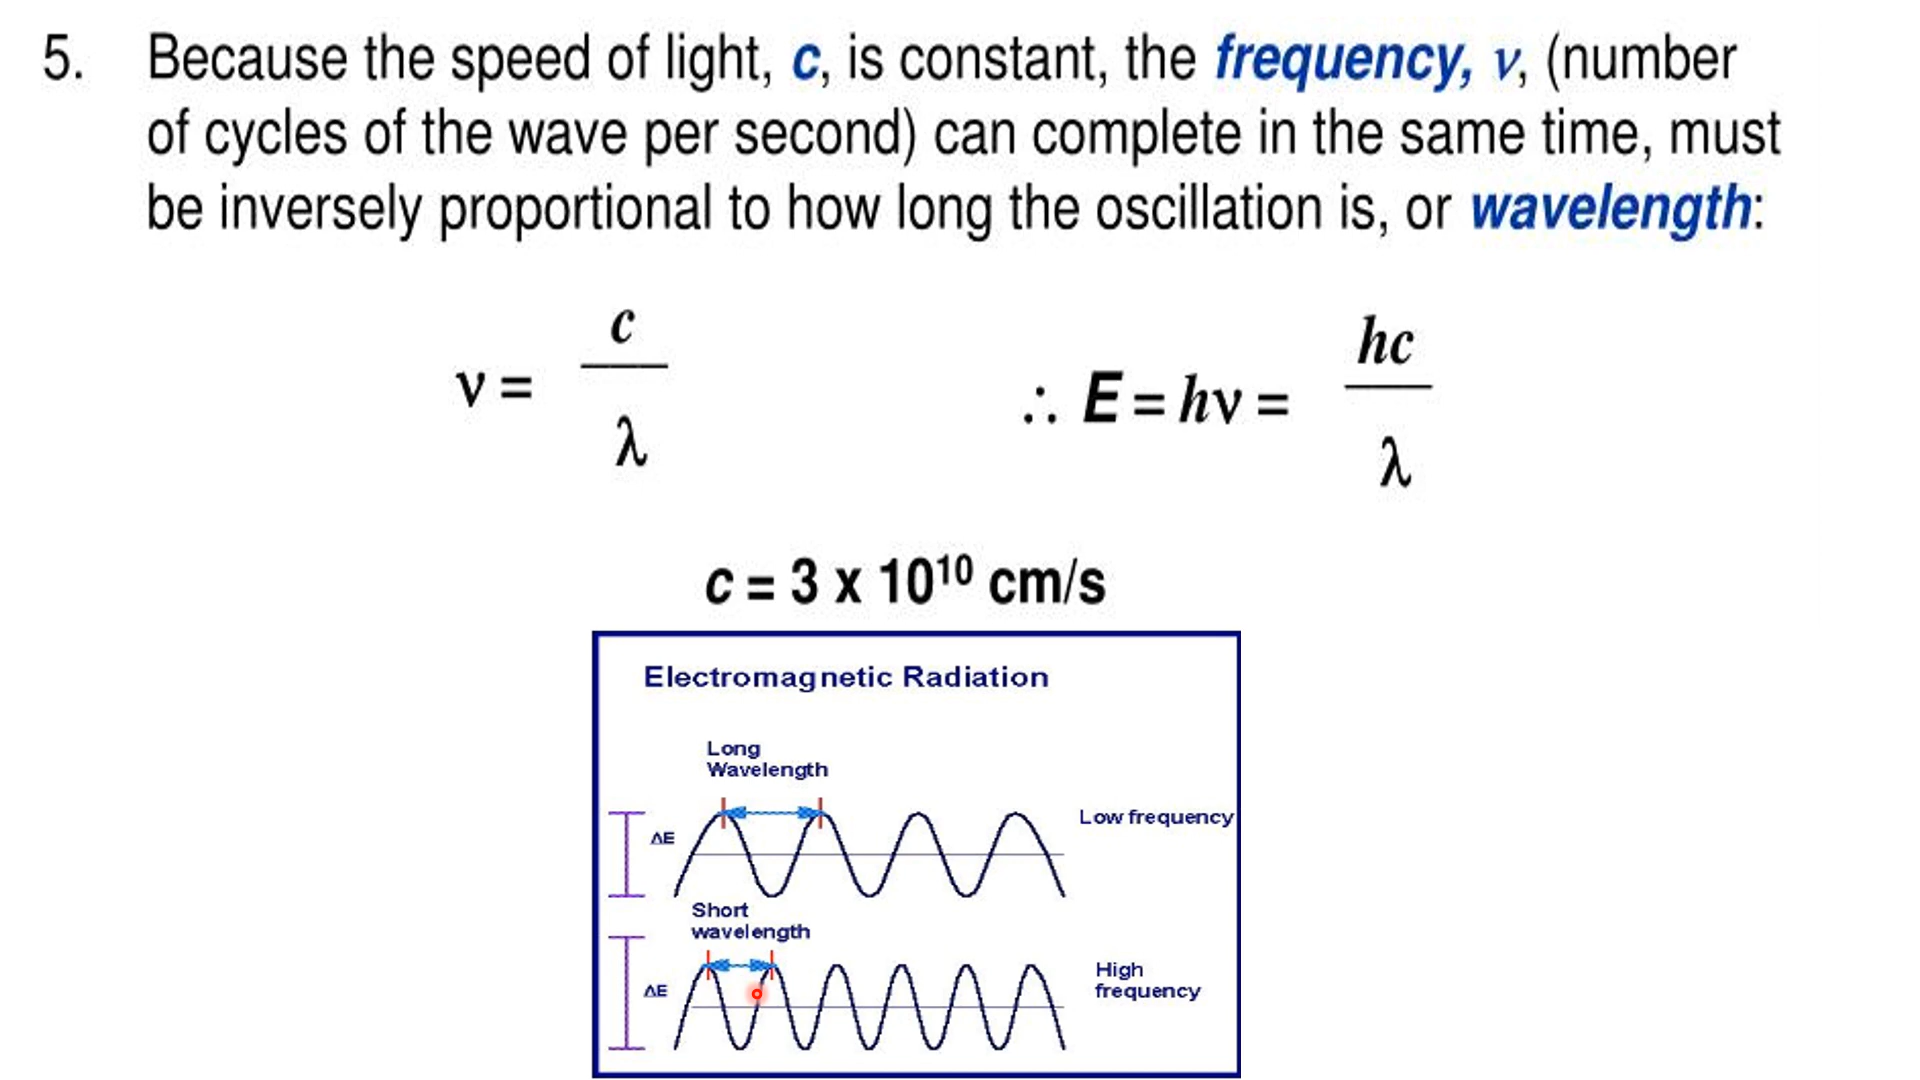 5. Because the speed of light, c, is constant, the frequency, ν, (number
of cycles of the wave per second) can complete in the same time, must
be inversely proportional to how long the oscillation is, or wavelength:
ν = c / λ
∴ E = hν = hc / λ
c = 3 x 10¹⁰ cm/s
Electromagnetic Radiation
Long
Wavelength
ΔE
Low frequency
Short
wavelength
ΔE
High
frequency